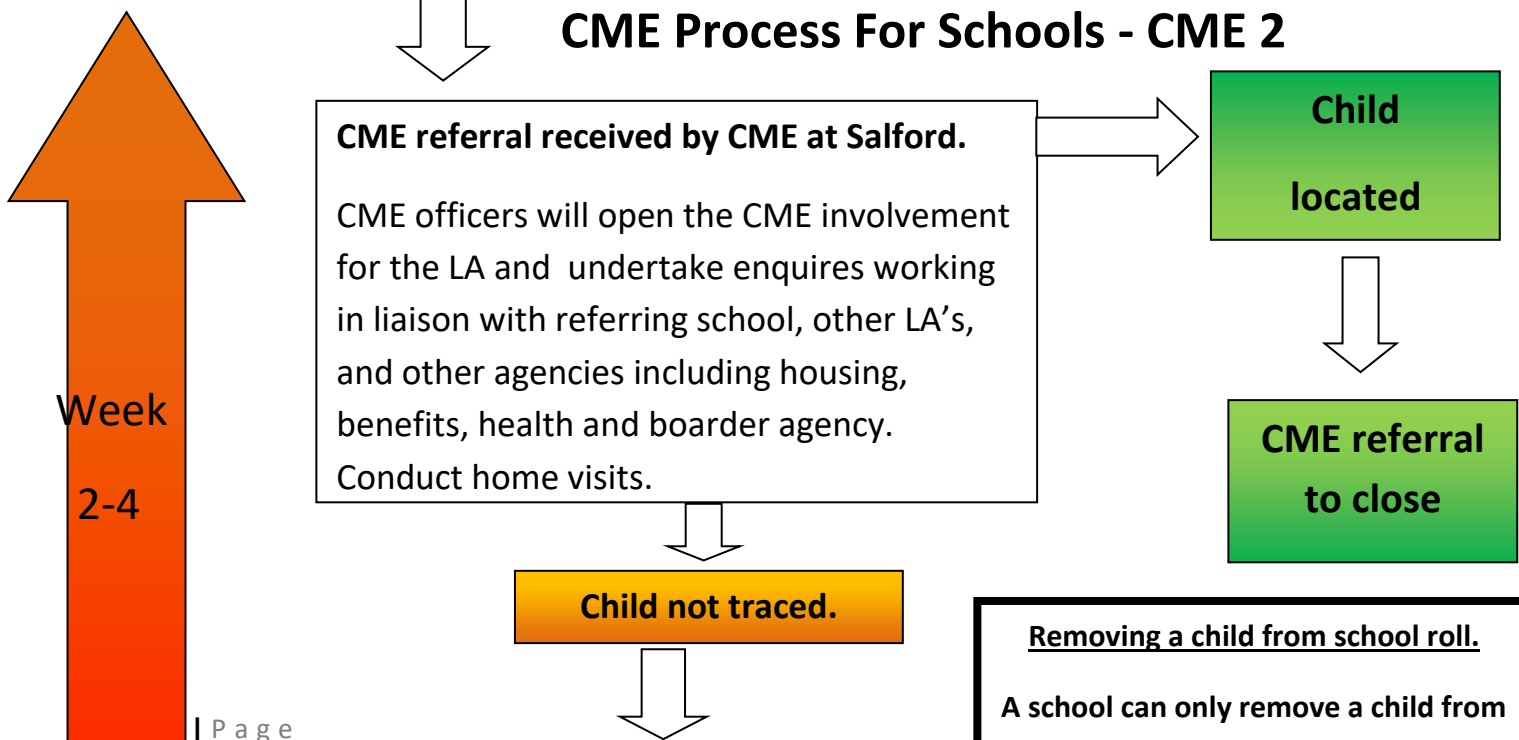 CME Process For Schools - CME 2
CME referral received by CME at Salford.
CME officers will open the CME involvement
for the LA and undertake enquires working
in liaison with referring school, other LA’s,
and other agencies including housing,
benefits, health and boarder agency.
Conduct home visits.
Child
located
CME referral
to close
Week
2-4
Child not traced.
Removing a child from school roll.
A school can only remove a child from
| P a g e